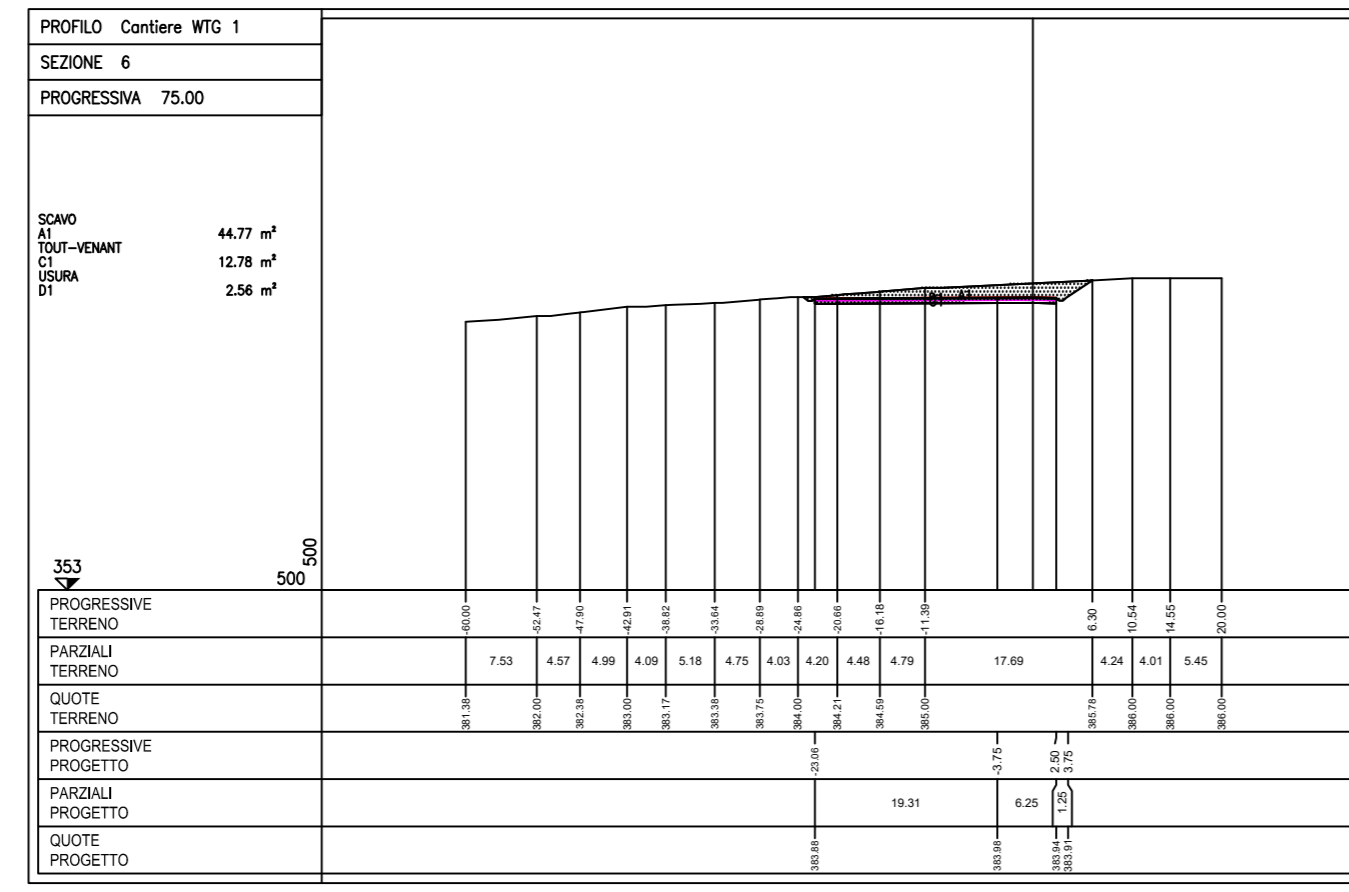 PROFILO Cantiere WTG 1
SEZIONE 6
PROGRESSIVA 75.00
SCAVO
A1 44.77 m²
TOUT-VENANT
C1 12.78 m²
USURA
D1 2.56 m²
A1
353
500
500
PROGRESSIVE
TERRENO
-60.00 -52.47 -47.90 -42.91 -38.82 -33.64 -28.89 -24.86 -20.66 -16.18 -11.39 6.30 10.54 14.55 20.00
PARZIALI
TERRENO
7.53 4.57 4.99 4.09 5.18 4.75 4.03 4.20 4.48 4.79 17.69 4.24 4.01 5.45
QUOTE
TERRENO
381.38 382.00 382.38 383.00 383.17 383.38 383.75 384.00 384.21 384.59 385.00 385.78 386.00 386.00 386.00
PROGRESSIVE
PROGETTO
-23.06 -3.75 2.50 3.75
PARZIALI
PROGETTO
19.31 6.25 1.25
QUOTE
PROGETTO
383.88 383.98 383.94 383.91